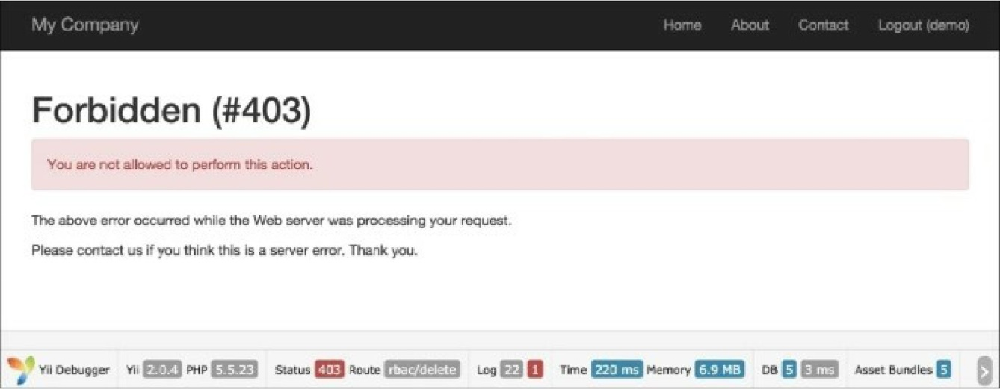 My Company Home About Contact Logout (demo)
Forbidden (#403)
You are not allowed to perform this action.
The above error occurred while the Web server was processing your request.
Please contact us if you think this is a server error. Thank you.
Yii Debugger Yii 2.0.4 PHP 5.5.23 Status 403 Route rbac/delete Log 22 1 Time 220 ms Memory 6.9 MB DB 5 3 ms Asset Bundles 5 >